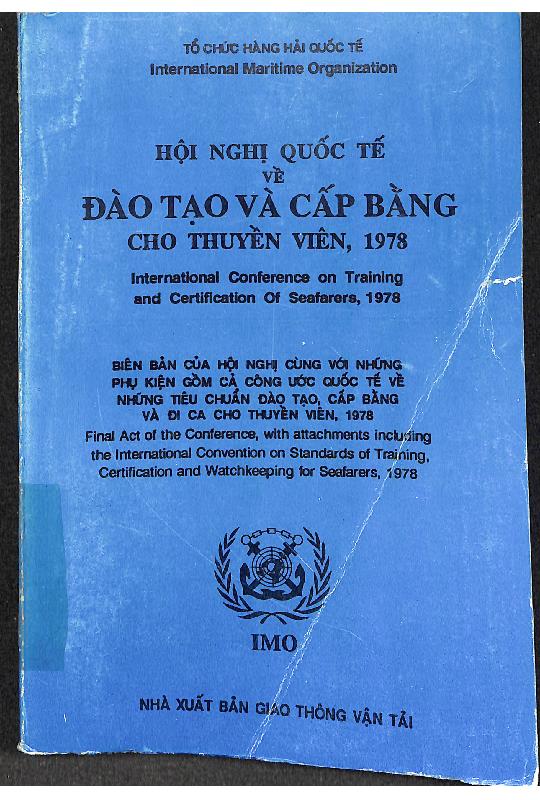 TỔ CHỨC HÀNG HẢI QUỐC TẾ
International Maritime Organization
HỘI NGHỊ QUỐC TẾ
VỀ
ĐÀO TẠO VÀ CẤP BẰNG
CHO THUYỀN VIÊN, 1978
International Conference on Training
and Certification Of Seafarers, 1978
BIÊN BẢN CỦA HỘI NGHỊ CÙNG VỚI NHỮNG
PHỤ KIỆN GỒM CẢ CÔNG ƯỚC QUỐC TẾ VỀ
NHỮNG TIÊU CHUẨN ĐÀO TẠO, CẤP BẰNG
VÀ ĐI CA CHO THUYỀN VIÊN, 1978
Final Act of the Conference, with attachments including
the International Convention on Standards of Training,
Certification and Watchkeeping for Seafarers, 1978
IMO
NHÀ XUẤT BẢN GIAO THÔNG VẬN TẢI